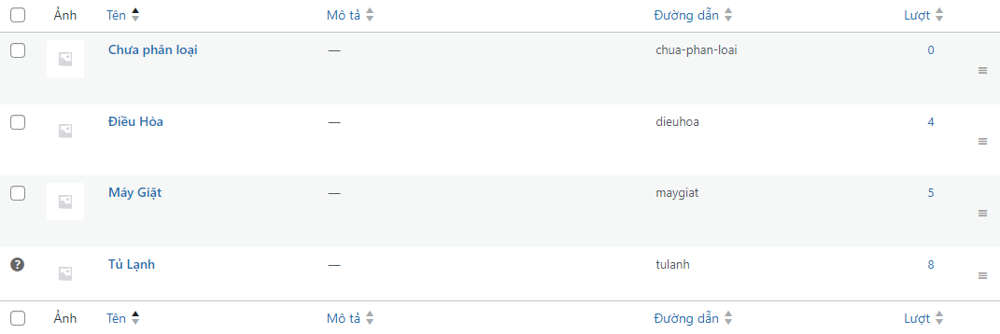 Ảnh Tên Mô tả Đường dẫn Lượt
Chưa phân loại — chua-phan-loai 0
Điều Hòa — dieuhoa 4
Máy Giặt — maygiat 5
? Tủ Lạnh — tulanh 8
Ảnh Tên Mô tả Đường dẫn Lượt